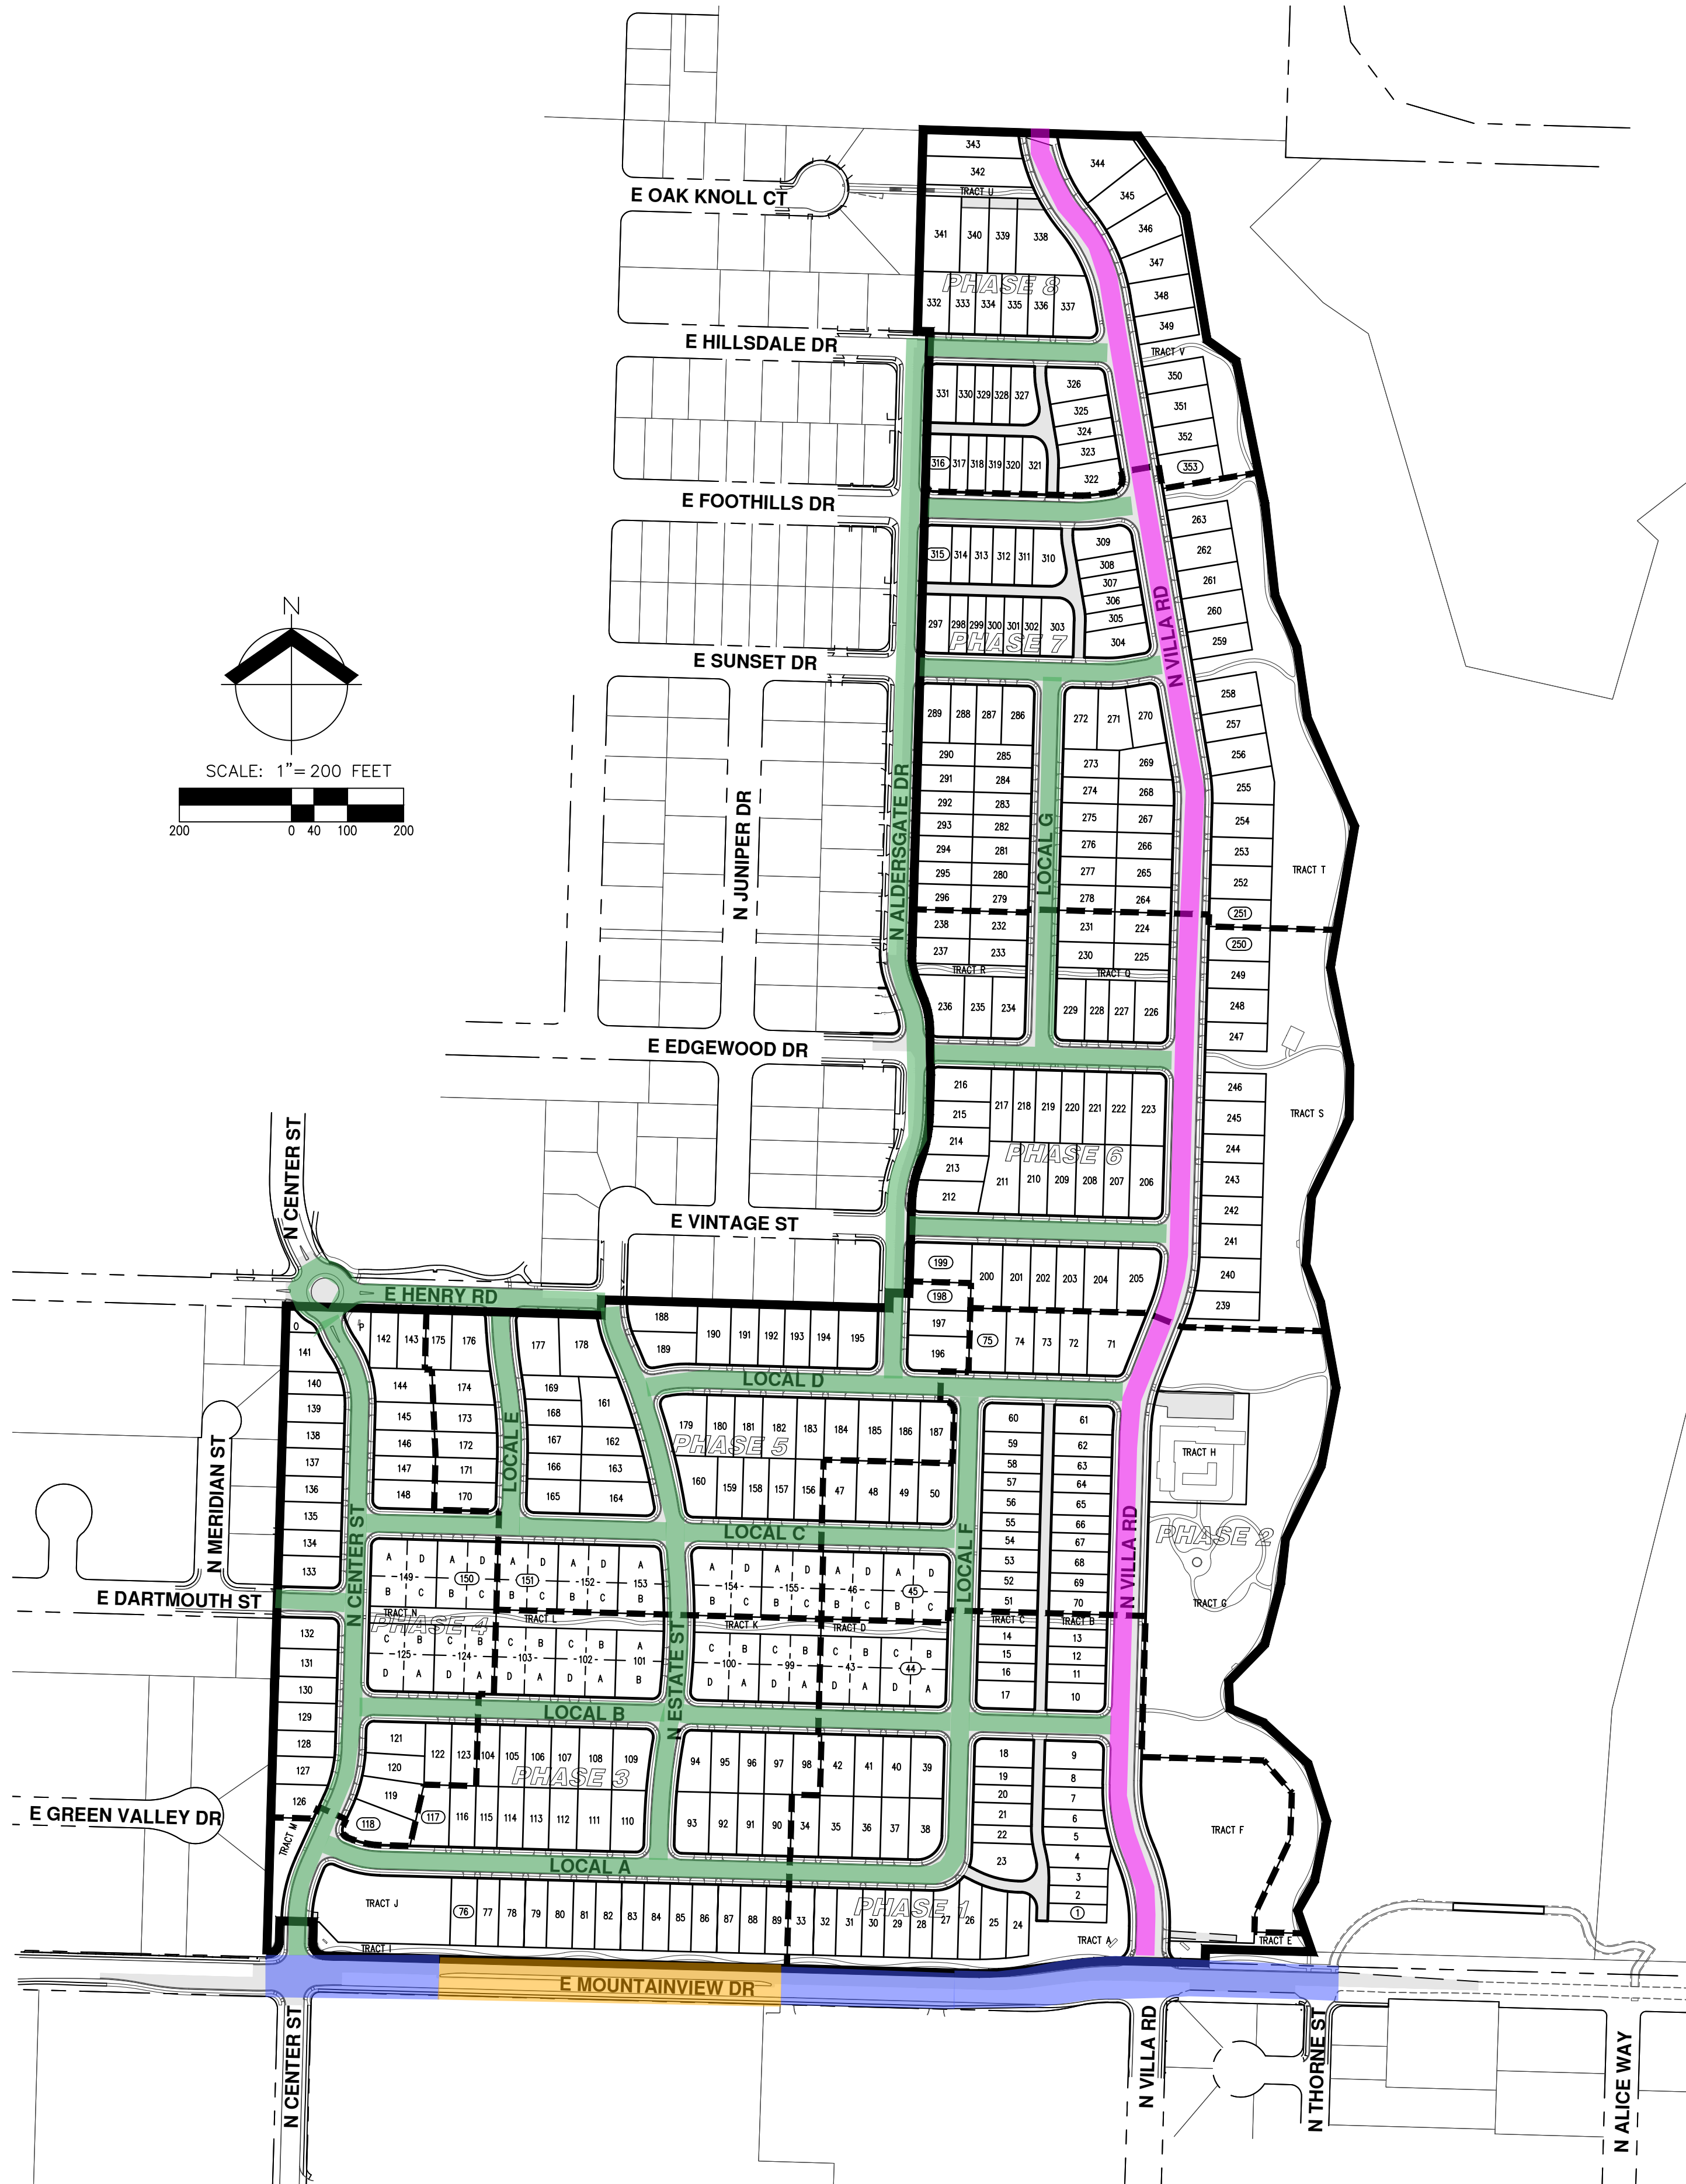 343
344
342
E OAK KNOLL CT
TRACT U
345
341 340 339 338
346
347
PHASE 8
332 333 334 335 336 337
348
349
E HILLSDALE DR
TRACT V
350
331 330 329 328 327
326
325
351
324
352
323
353
316 317 318 319 320 321
322
E FOOTHILLS DR
263
309
262
315 314 313 312 311 310
308
307
261
306
305
260
304
259
297 298 299 300 301 302 303
PHASE 7
N VILLA RD
E SUNSET DR
N
SCALE: 1"= 200 FEET
200 0 40 100 200
258
289 288 287 286
272 271 270
257
290 285
273 269
256
291 284
274 268
255
292 283
275 267
254
293 282
276 266
253
294 281
277 265
252
295 280
278 264
251
296 279
N JUNIPER DR
N ALDERSGATE DR
LOCAL G
TRACT T
238 232
231 224
250
237 233
230 225
249
TRACT R
TRACT Q
248
236 235 234
229 228 227 226
247
E EDGEWOOD DR
246
216
245
215
217 218 219 220 221 222 223
TRACT S
214
244
PHASE 6
213
243
212
211 210 209 208 207 206
242
N CENTER ST
E VINTAGE ST
241
199
240
198
200 201 202 203 204 205
239
E HENRY RD
188
197
189
190 191 192 193 194 195
196
75 74 73 72 71
O
P
141
142 143 175 176
177 178
140
144 174
169
161
139
145 173
168
138
146 172
167 162
137
147 171
166 163
136
148 170
165 164
135
134
133
LOCAL D
LOCAL E
179 180 181 182 183 184 185 186 187
PHASE 5
160 159 158 157 156 47 48 49 50
60 61
59 62
58 63
57 64
56 65
55 66
54 67
53 68
52 69
51 70
TRACT H
PHASE 2
TRACT G
N MERIDIAN ST
N CENTER ST
LOCAL C
LOCAL F
N VILLA RD
E DARTMOUTH ST
A D A D A D A D A
149 150 151 152 153
B C B C B C B C B
A D A D A D A D
154 155 46 45
B C B C B C B C
TRACT N
TRACT L
TRACT K
TRACT D
TRACT C
TRACT B
PHASE 4
C B C B C B C B A
125 124 103 102 101
D A D A D A D A B
C B C B C B C B
100 99 43 44
D A D A D A D A
14 13
15 12
16 11
17 10
132
131
130
129
128
127
126
N ESTATE ST
LOCAL B
121
120
119
118
122 123 104 105 106 107 108 109
PHASE 3
117 116 115 114 113 112 111 110
94 95 96 97 98 42 41 40 39
93 92 91 90 34 35 36 37 38
18 9
19 8
20 7
21 6
22 5
23 4
3
2
1
E GREEN VALLEY DR
TRACT M
TRACT F
LOCAL A
TRACT J
76 77 78 79 80 81 82 83 84 85 86 87 88 89 33 32 31 30 29 28 27 26 25 24
PHASE 1
TRACT I
TRACT A
TRACT E
E MOUNTAINVIEW DR
N CENTER ST
N VILLA RD
N THORNE ST
N ALICE WAY